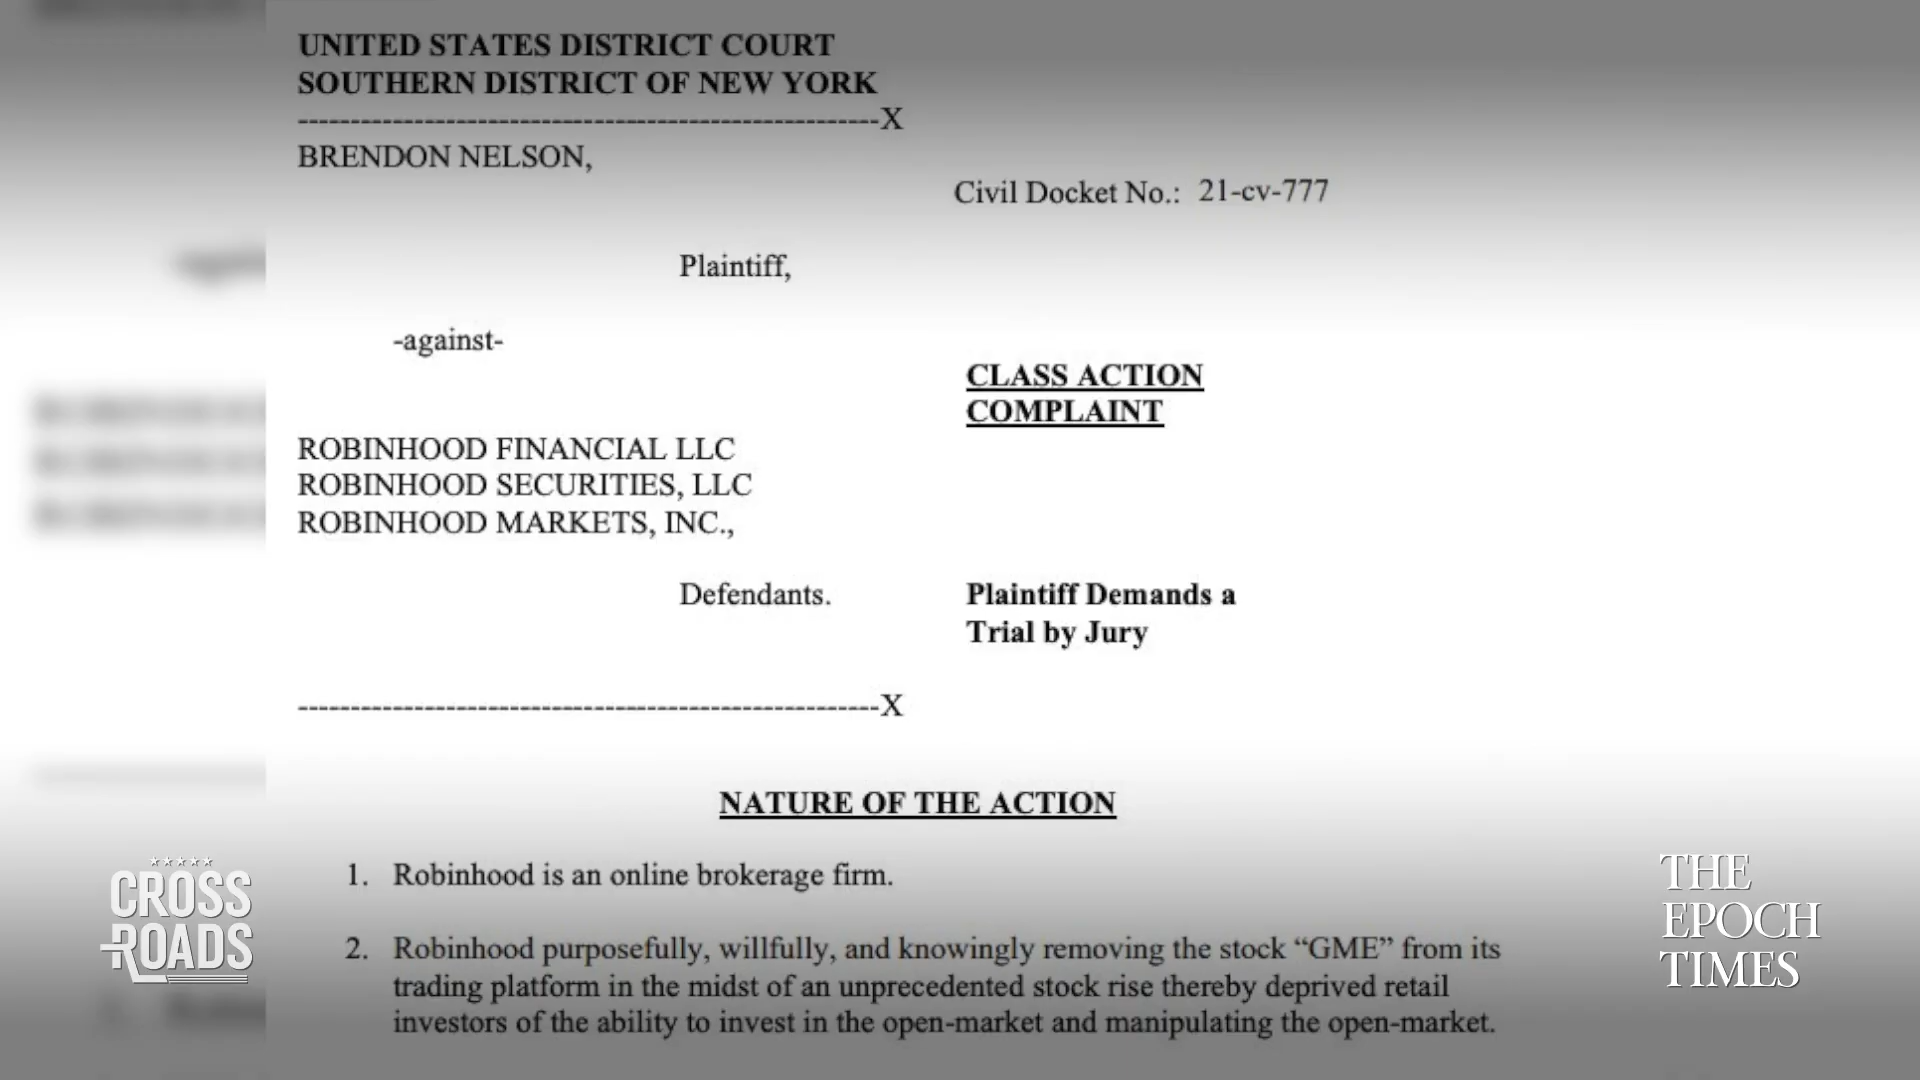 UNITED STATES DISTRICT COURT
SOUTHERN DISTRICT OF NEW YORK
-------------------------------------------------------X
BRENDON NELSON,
Civil Docket No.: 21-cv-777
Plaintiff,
-against-
CLASS ACTION
COMPLAINT
ROBINHOOD FINANCIAL LLC
ROBINHOOD SECURITIES, LLC
ROBINHOOD MARKETS, INC.,
Defendants.
Plaintiff Demands a
Trial by Jury
-------------------------------------------------------X
NATURE OF THE ACTION
1. Robinhood is an online brokerage firm.
2. Robinhood purposefully, willfully, and knowingly removing the stock “GME” from its
trading platform in the midst of an unprecedented stock rise thereby deprived retail
investors of the ability to invest in the open-market and manipulating the open-market.
CROSS
ROADS
THE
EPOCH
TIMES